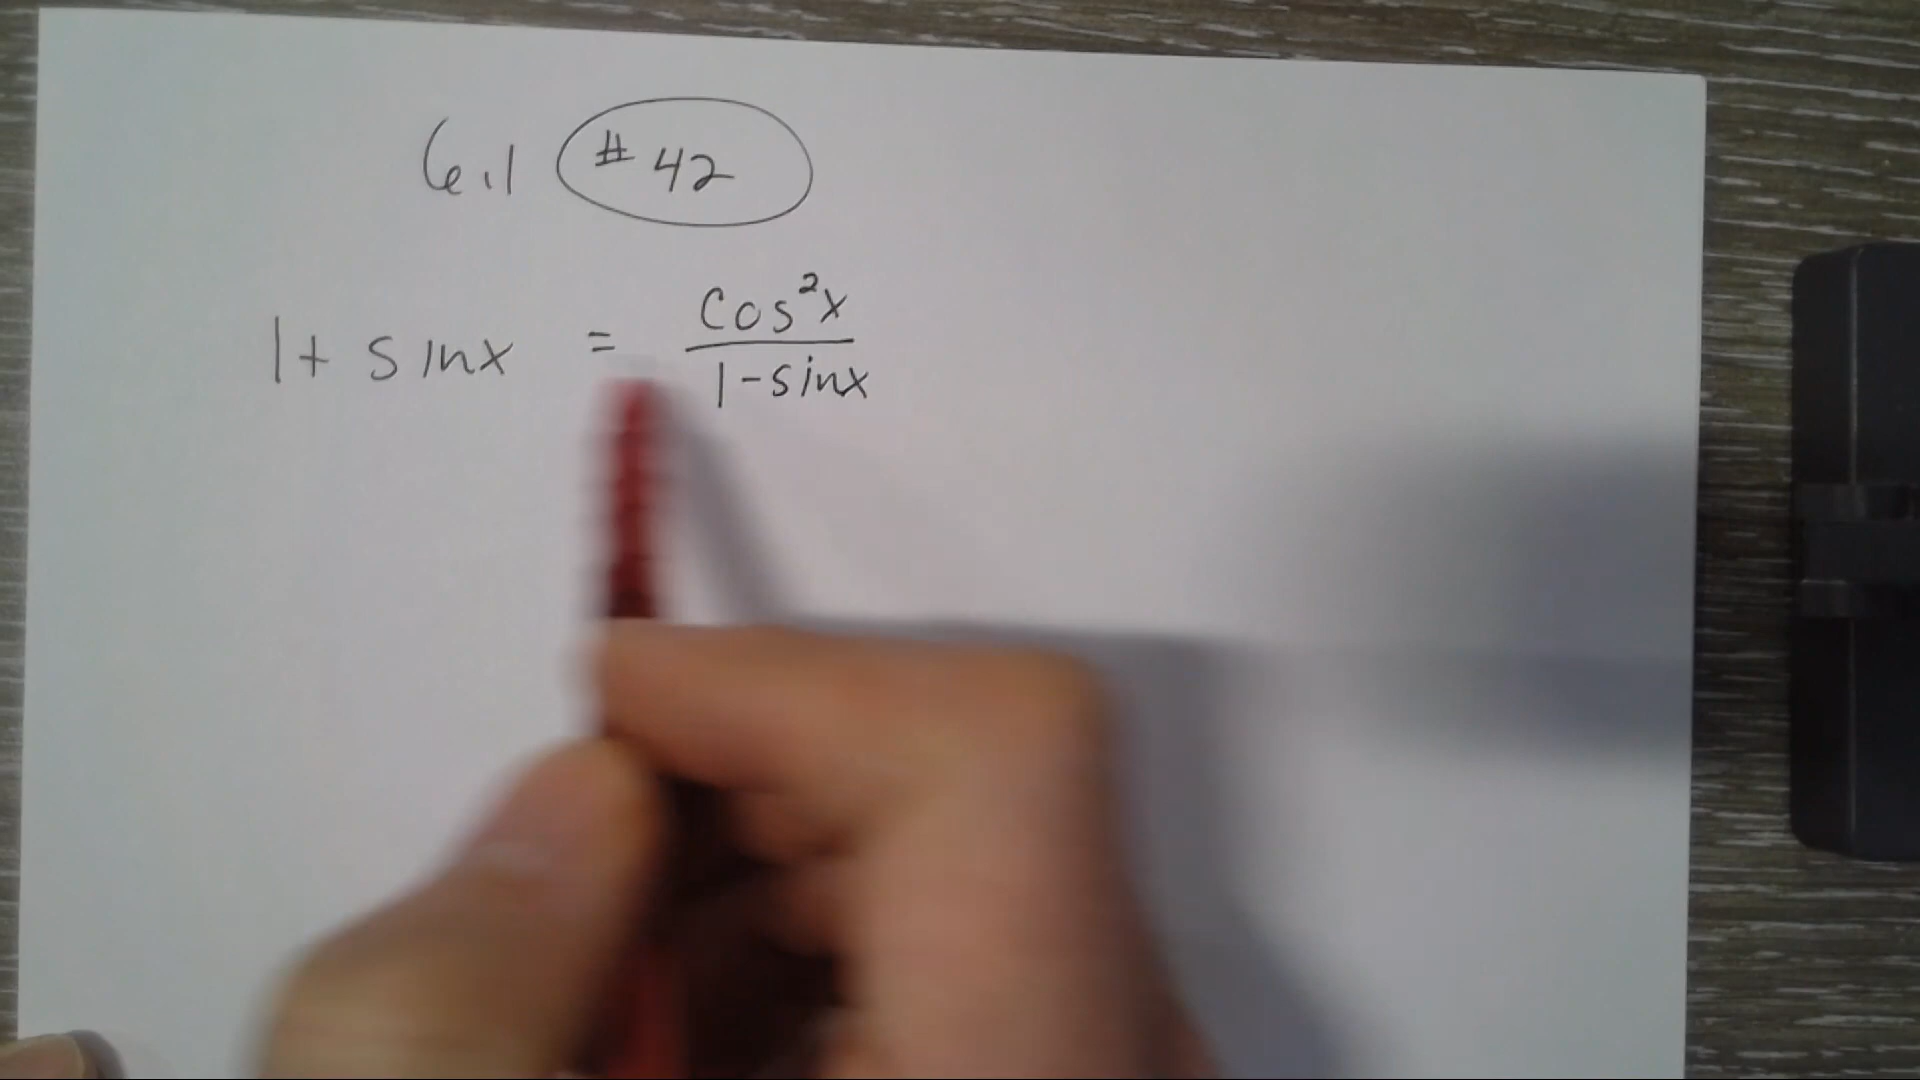 6.1 #42
1 + sinx = cos²x / 1-sinx